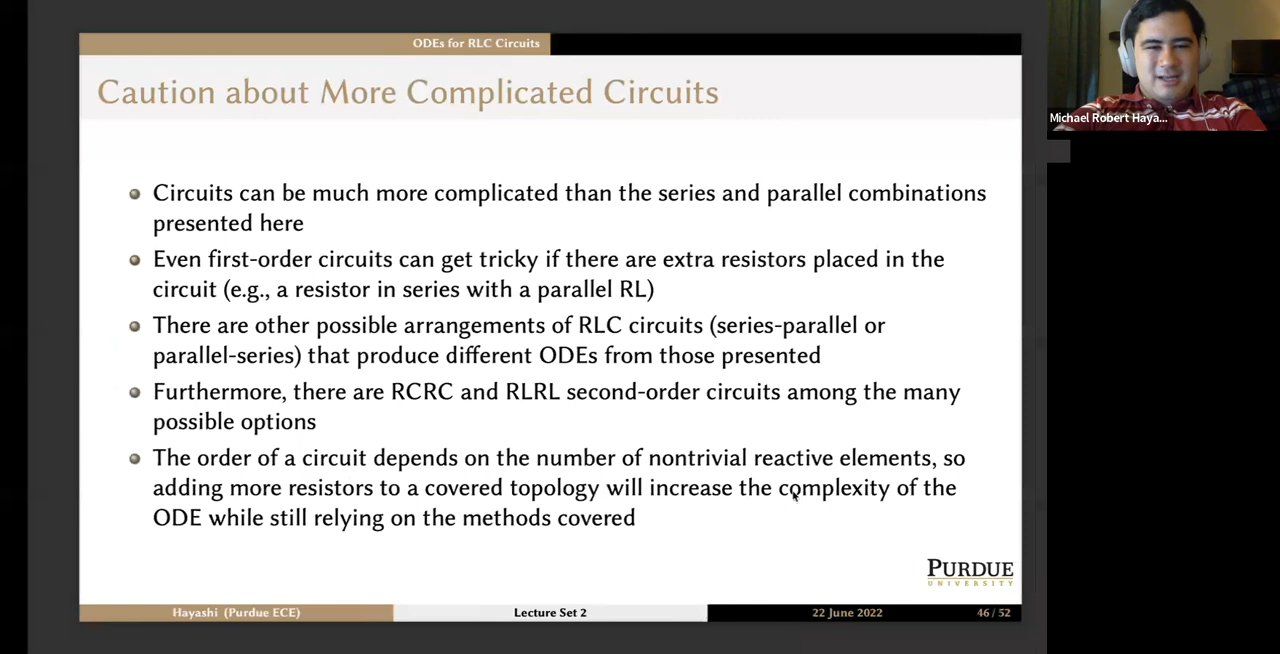 ODEs for RLC Circuits
Caution about More Complicated Circuits
Circuits can be much more complicated than the series and parallel combinations
presented here
Even first-order circuits can get tricky if there are extra resistors placed in the
circuit (e.g., a resistor in series with a parallel RL)
There are other possible arrangements of RLC circuits (series-parallel or
parallel-series) that produce different ODEs from those presented
Furthermore, there are RCRC and RLRL second-order circuits among the many
possible options
The order of a circuit depends on the number of nontrivial reactive elements, so
adding more resistors to a covered topology will increase the complexity of the
ODE while still relying on the methods covered
PURDUE
UNIVERSITY
Hayashi (Purdue ECE)
Lecture Set 2
22 June 2022
46 / 52
Michael Robert Haya...